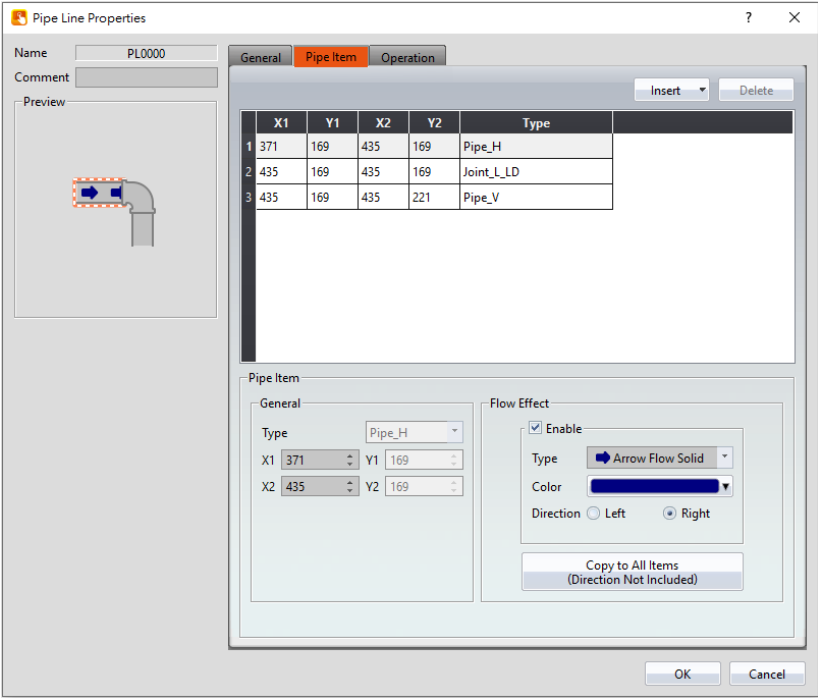 Pipe Line Properties
?
Name PL0000
Comment
Preview
General Pipe Item Operation
Insert Delete
X1 Y1 X2 Y2 Type
1 371 169 435 169 Pipe_H
2 435 169 435 169 Joint_L_LD
3 435 169 435 221 Pipe_V
Pipe Item
General
Type Pipe_H
X1 371 Y1 169
X2 435 Y2 169
Flow Effect
Enable
Type Arrow Flow Solid
Color
Direction Left Right
Copy to All Items
(Direction Not Included)
OK Cancel